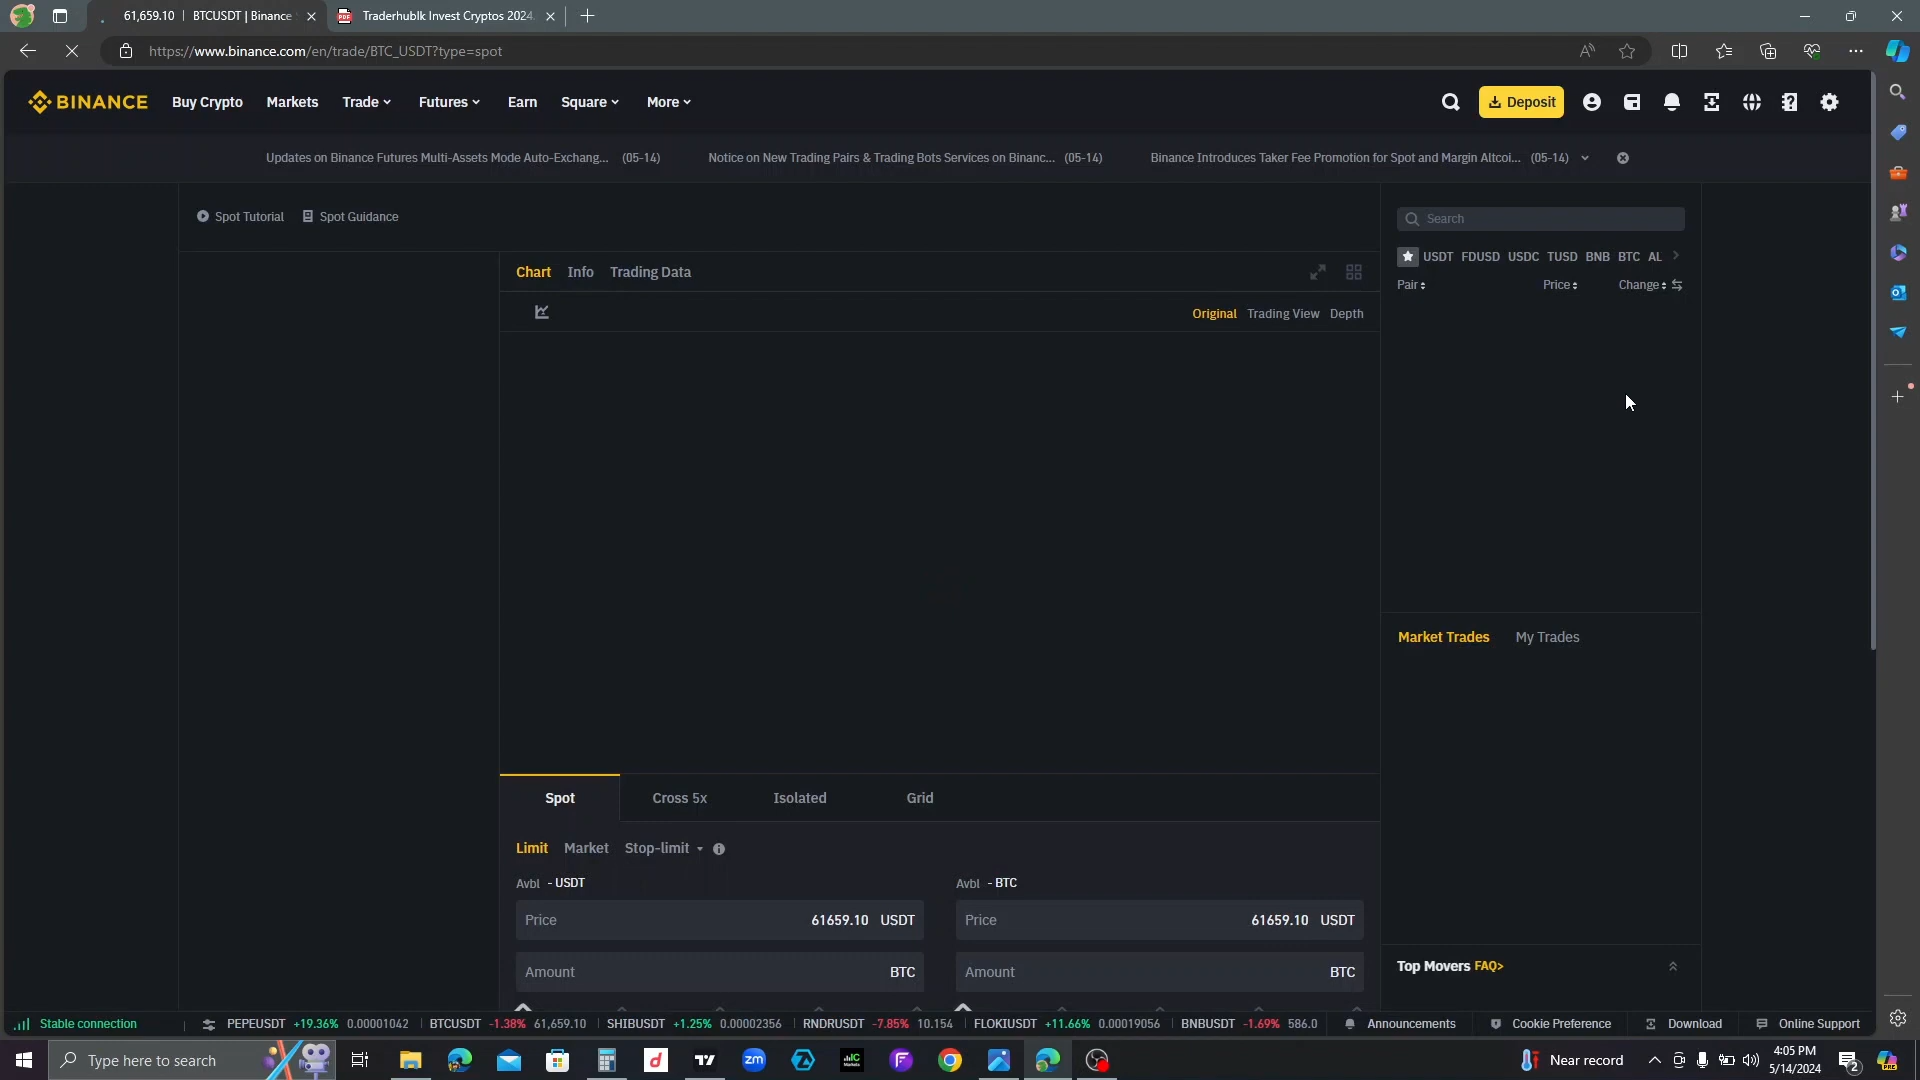 61,659.10 | BTCUSDT | Binance
Traderhublk Invest Cryptos 2024.
https://www.binance.com/en/trade/BTC_USDT?type=spot
BINANCE Buy Crypto Markets Trade Futures Earn Square More Deposit
Updates on Binance Futures Multi-Assets Mode Auto-Exchang... (05-14) Notice on New Trading Pairs & Trading Bots Services on Binanc... (05-14) Binance Introduces Taker Fee Promotion for Spot and Margin Altcoi... (05-14)
Spot Tutorial Spot Guidance
Search
USDT FDUSD USDC TUSD BNB BTC AL
Chart Info Trading Data
Pair Price Change
Original Trading View Depth
Market Trades My Trades
Spot Cross 5x Isolated Grid
Limit Market Stop-limit
Avbl - USDT Avbl - BTC
Price 61659.10 USDT Price 61659.10 USDT
Amount BTC Amount BTC
Top Movers FAQ>
Stable connection PEPEUSDT +19.36% 0.00001042 BTCUSDT -1.38% 61,659.10 SHIBUSDT +1.25% 0.00002356 RNDRUSDT -7.85% 10.154 FLOKIUSDT +11.66% 0.00019056 BNBUSDT -1.69% 586.0 Announcements Cookie Preference Download Online Support
Type here to search
Near record
4:05 PM
5/14/2024
2